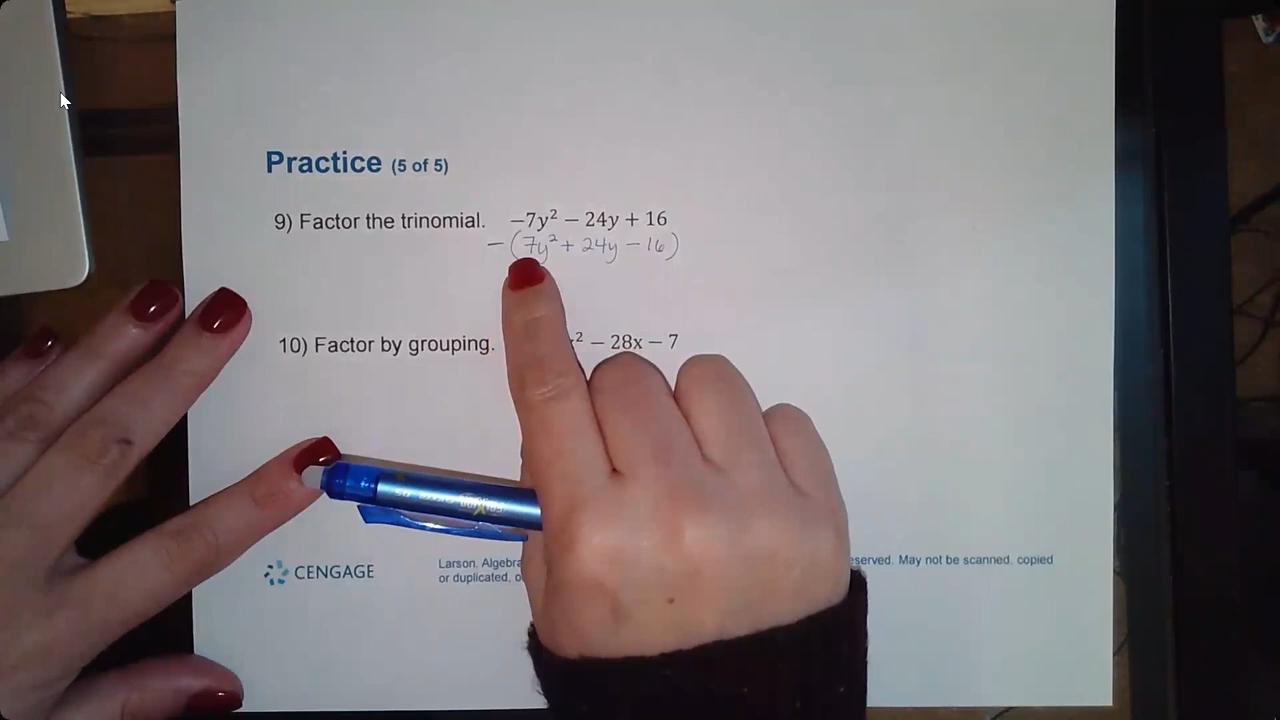 Practice (5 of 5)
9) Factor the trinomial. −7y² − 24y + 16
−(7y² + 24y − 16)
10) Factor by grouping. ² − 28x − 7
CENGAGE
Larson, Algebra served. May not be scanned, copied
or duplicated, o